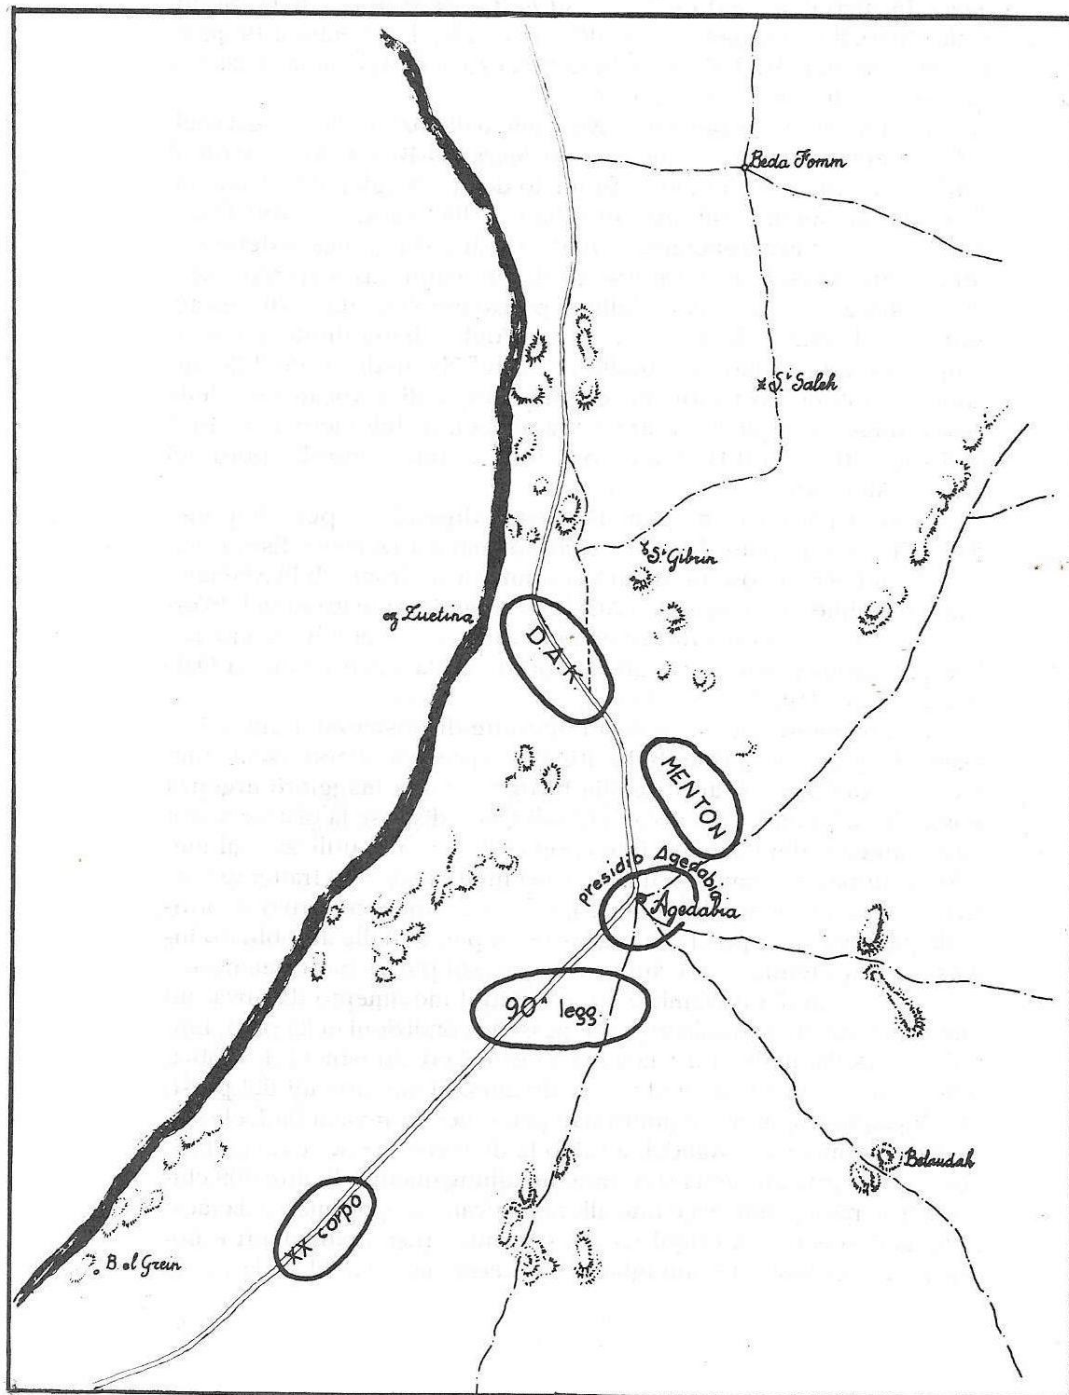 Beda Fomm
S.i Saleh
S.i Gibrin
ez Zuetina
D.A.K.
MENTON
presidio Agedabia
Agedabia
90ª legg.
Belaudah
XX corpo
B. el Grein